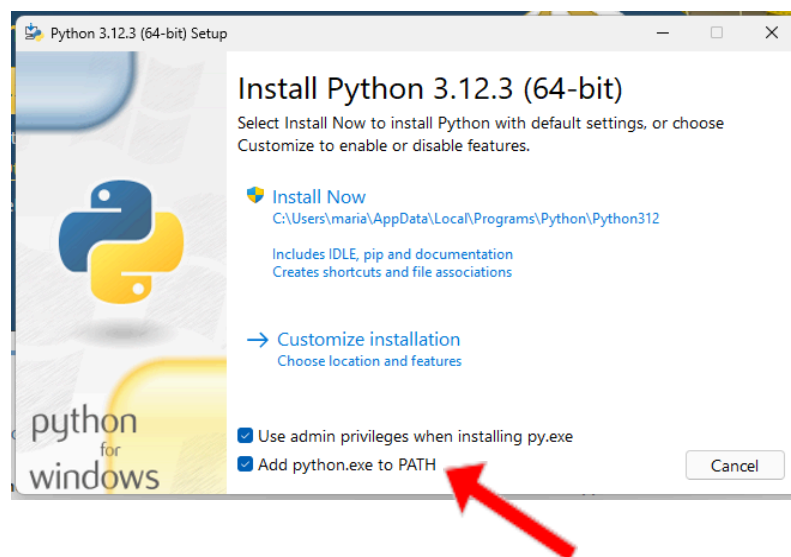 Python 3.12.3 (64-bit) Setup
Install Python 3.12.3 (64-bit)
Select Install Now to install Python with default settings, or choose
Customize to enable or disable features.
Install Now
C:\Users\maria\AppData\Local\Programs\Python\Python312
Includes IDLE, pip and documentation
Creates shortcuts and file associations
Customize installation
Choose location and features
python
for
windows
Use admin privileges when installing py.exe
Add python.exe to PATH
Cancel